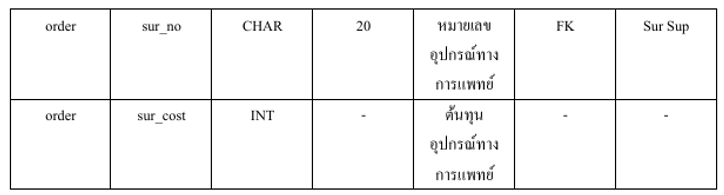 order sur_no CHAR 20 หมายเลข FK Sur Sup
อุปกรณ์ทาง
การแพทย์
order sur_cost INT - ต้นทุน - -
อุปกรณ์ทาง
การแพทย์